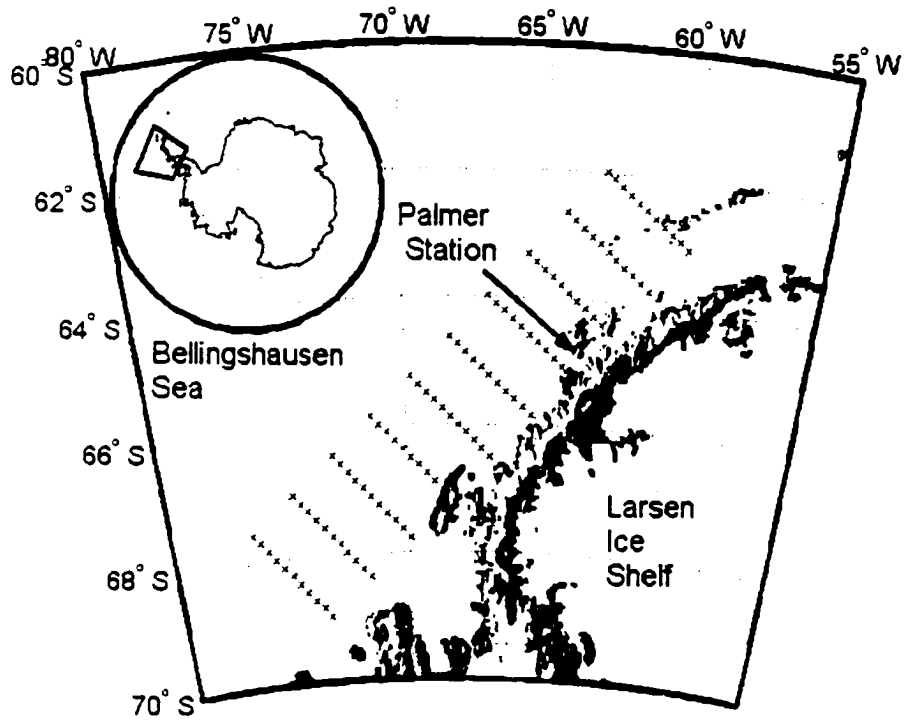 80° W
75° W
70° W
65° W
60° W
55° W
60° S
62° S
64° S
66° S
68° S
70° S
Palmer
Station
Bellingshausen
Sea
Larsen
Ice
Shelf